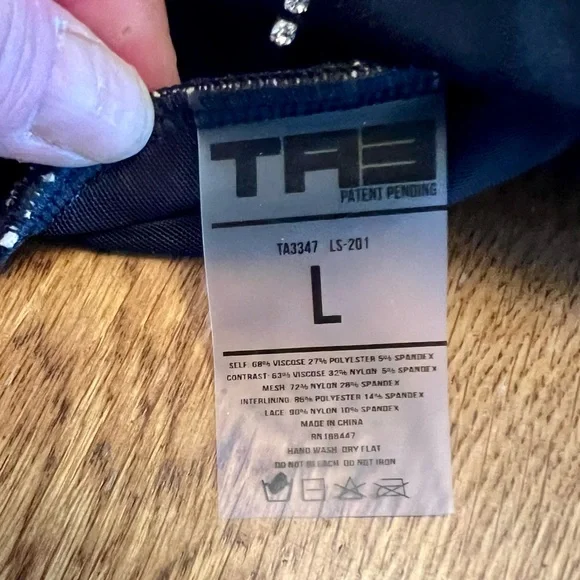 TA3
PATENT PENDING
TA3347 LS-201
L
SELF: 68% VISCOSE 27% POLYESTER 5% SPANDEX
CONTRAST: 63% VISCOSE 32% NYLON 5% SPANDEX
MESH: 72% NYLON 28% SPANDEX
INTERLINING: 86% POLYESTER 14% SPANDEX
LACE: 90% NYLON 10% SPANDEX
MADE IN CHINA
RN 168447
HAND WASH. DRY FLAT
DO NOT BLEACH. DO NOT IRON